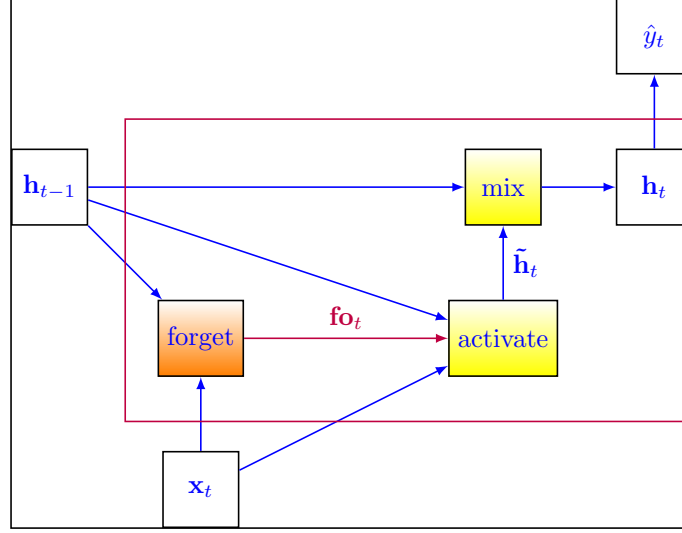 ŷ_t
h_{t−1}
mix
h_t
h̃_t
forget
fo_t
activate
x_t